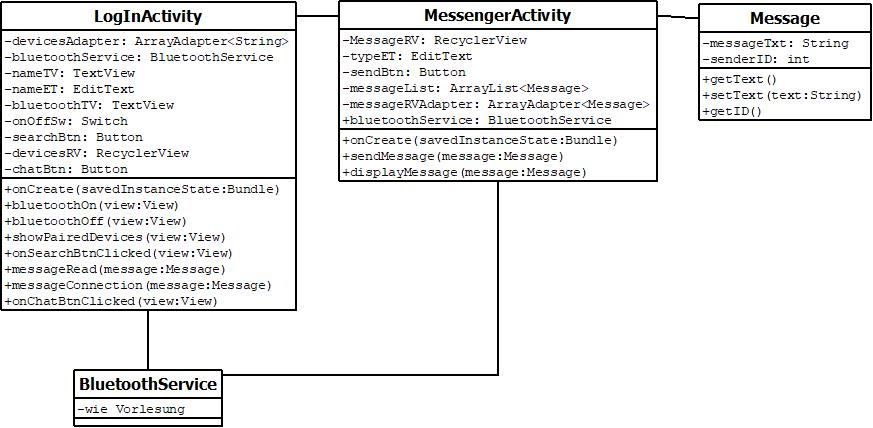 LogInActivity
-devicesAdapter: ArrayAdapter<String>
-bluetoothService: BluetoothService
-nameTV: TextView
-nameET: EditText
-bluetoothTV: TextView
-onOffSw: Switch
-searchBtn: Button
-devicesRV: RecyclerView
-chatBtn: Button
+onCreate(savedInstanceState:Bundle)
+bluetoothOn(view:View)
+bluetoothOff(view:View)
+showPairedDevices(view:View)
+onSearchBtnClicked(view:View)
+messageRead(message:Message)
+messageConnection(message:Message)
+onChatBtnClicked(view:View)
MessengerActivity
-MessageRV: RecyclerView
-typeET: EditText
-sendBtn: Button
-messageList: ArrayList<Message>
-messageRVAdapter: ArrayAdapter<Message>
+bluetoothService: BluetoothService
+onCreate(savedInstanceState:Bundle)
+sendMessage(message:Message)
+displayMessage(message:Message)
Message
-messageTxt: String
-senderID: int
+getText()
+setText(text:String)
+getID()
BluetoothService
-wie Vorlesung